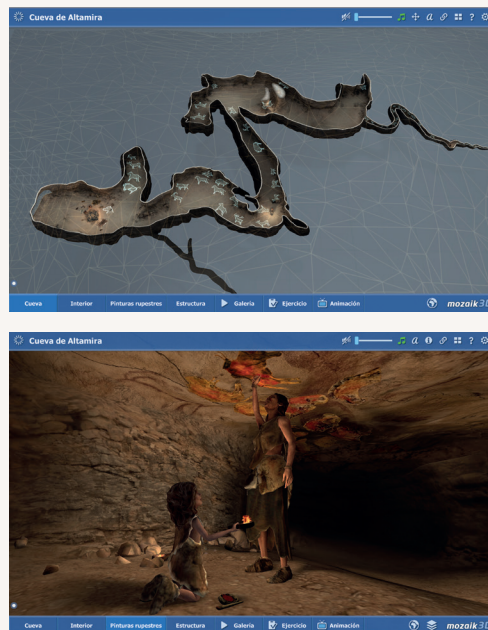 Cueva de Altamira
Cueva Interior Pinturas rupestres Estructura Galería Ejercicio Animación mozaik3D
Cueva de Altamira
Cueva Interior Pinturas rupestres Estructura Galería Ejercicio Animación mozaik3D